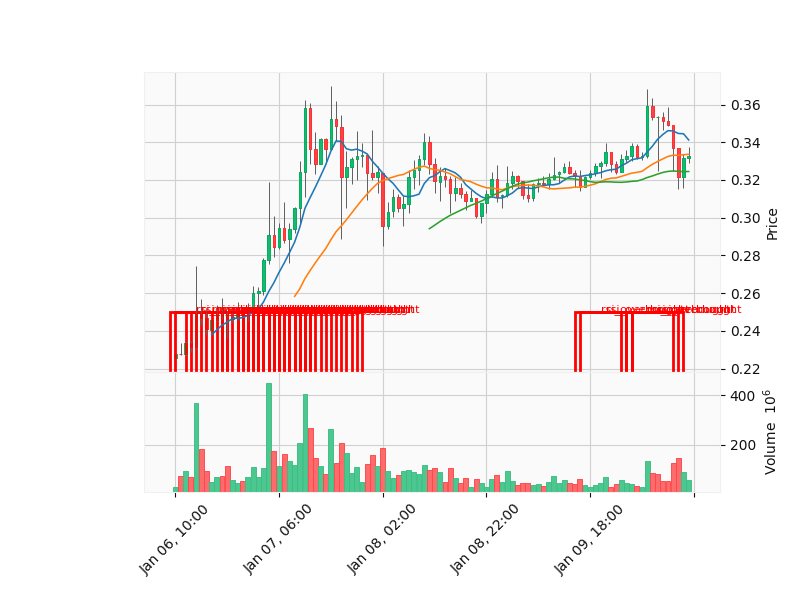 0.36
0.34
0.32
0.30
0.28
0.26
0.24
0.22
Price
400
200
Volume 10^6
Jan 06, 10:00
Jan 07, 06:00
Jan 08, 02:00
Jan 08, 22:00
Jan 09, 18:00